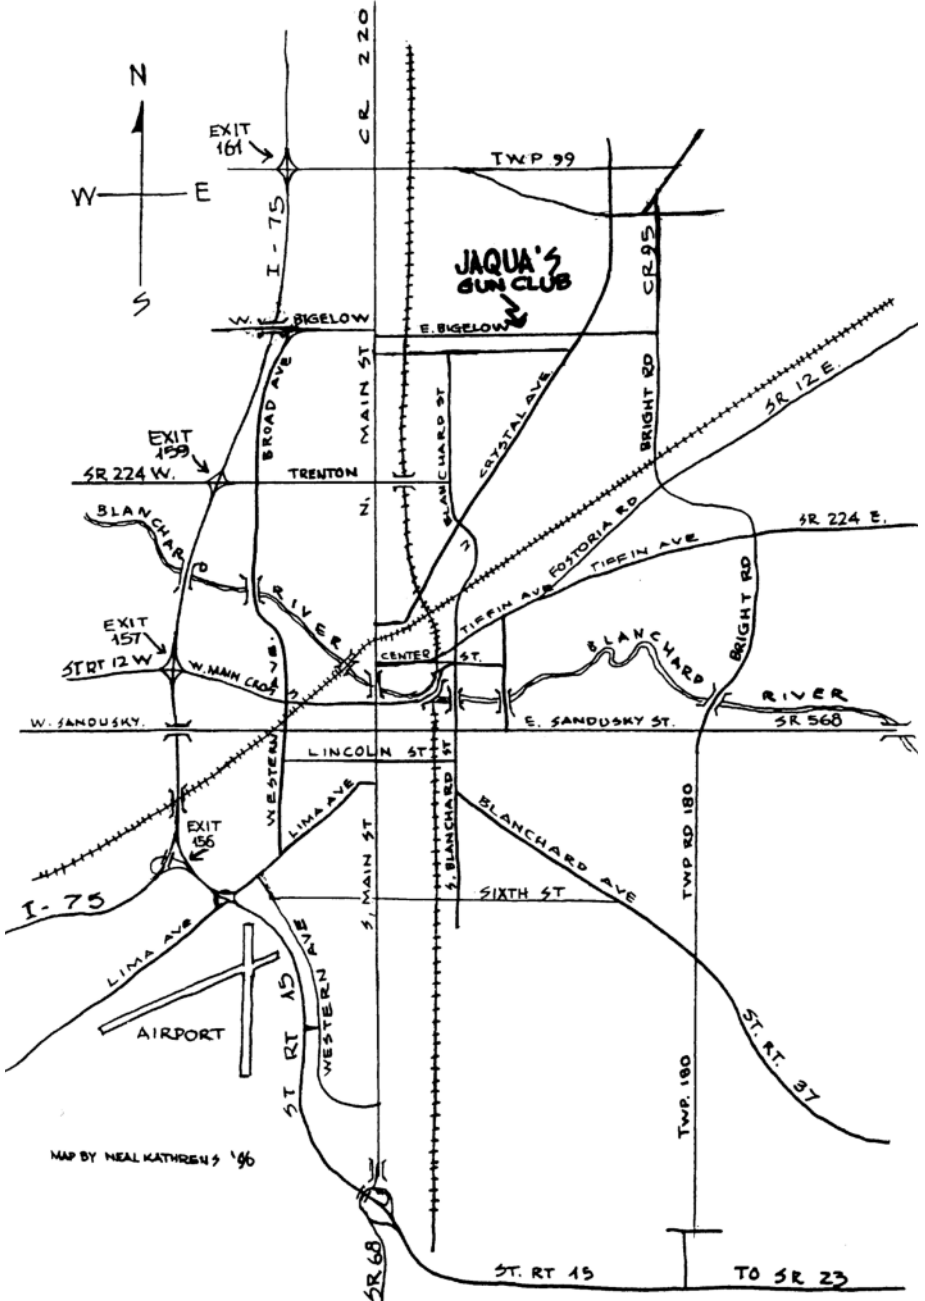 CR 220
N
EXIT
161
TWP. 99
W
E
I-75
CR 95
JAQUA'S
GUN CLUB
S
W. BIGELOW
E. BIGELOW
N. MAIN ST
BROAD AVE
BLANCHARD ST
CRYSTAL AVE
BRIGHT RD
SR 12 E.
EXIT
159
SR 224 W.
TRENTON
BLANCHARD
RIVER
FOSTORIA RD
SR 224 E.
TIFFIN AVE
TIFFIN AVE
EXIT
157
BLANCHARD
BRIGHT RD
ST RT 12 W
W. MAIN CROSS
CENTER ST.
RIVER
W. SANDUSKY.
E. SANDUSKY ST.
SR 568
WESTERN AVE.
LINCOLN ST
LIMA AVE
S. BLANCHARD ST
BLANCHARD AVE
TWP RD 180
EXIT
156
S. MAIN ST
SIXTH ST
I-75
LIMA AVE
WESTERN AVE
ST RT 15
AIRPORT
ST. RT. 37
TWP. 180
MAP BY NEAL KATHRENS '96
SR 68
ST. RT 15
TO SR 23